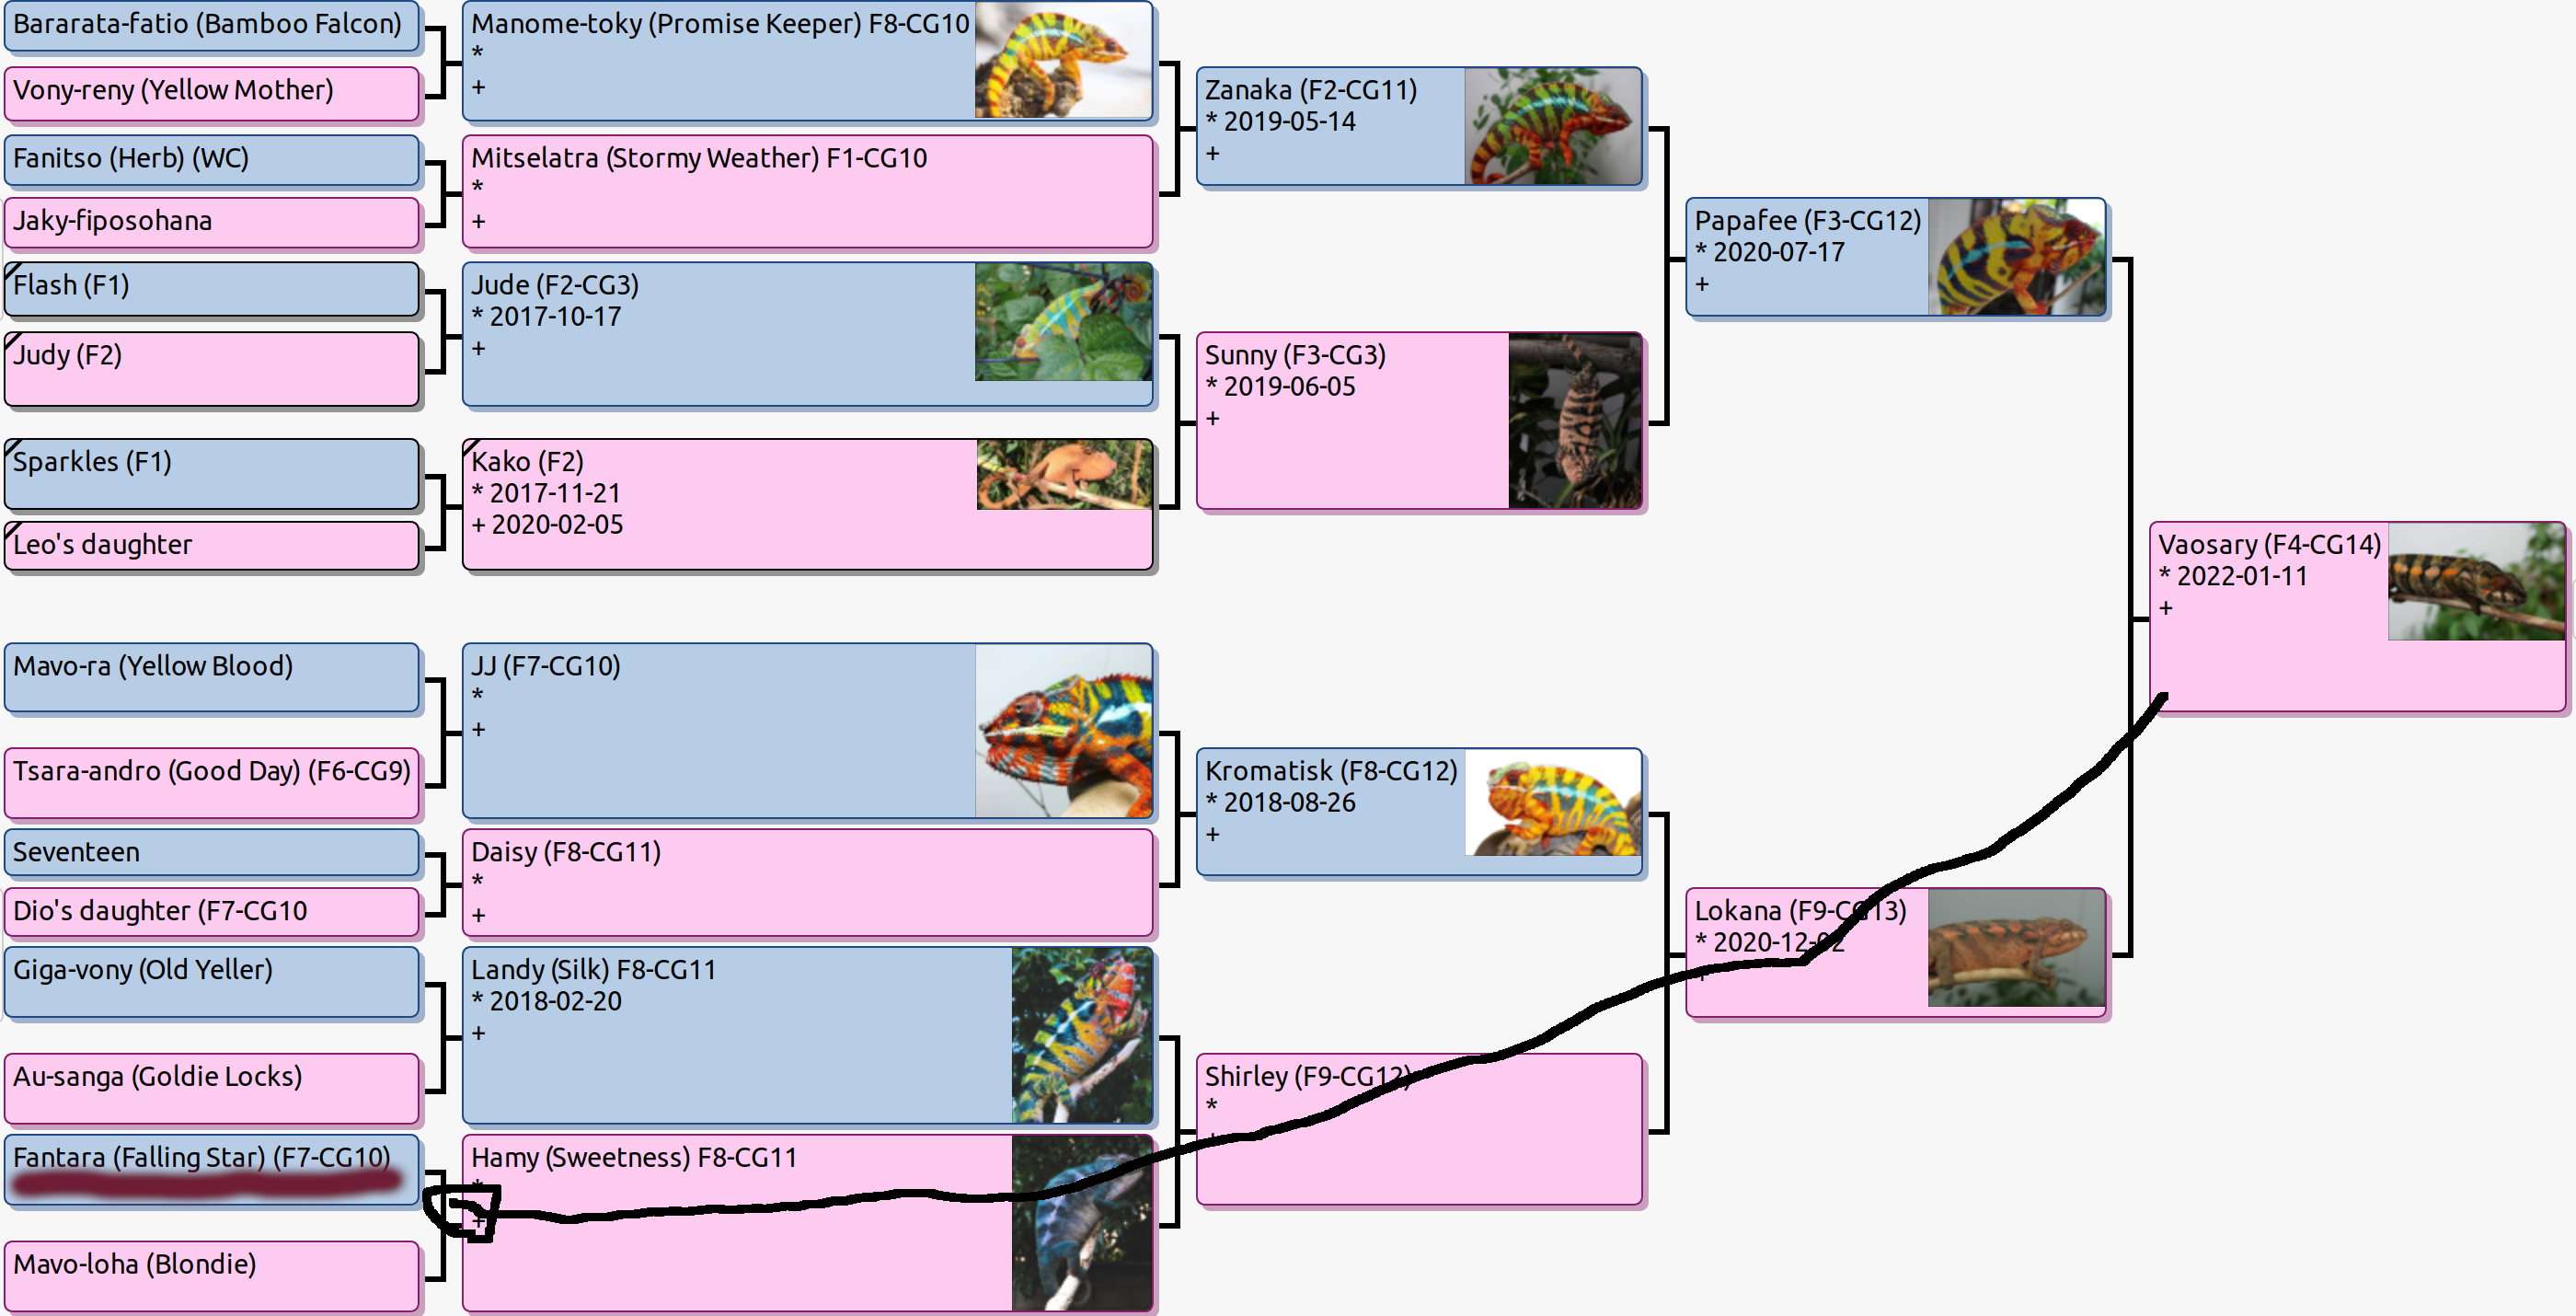 Bararata-fatio (Bamboo Falcon)
Vony-reny (Yellow Mother)
Fanitso (Herb) (WC)
Jaky-fiposohana
Flash (F1)
Judy (F2)
Sparkles (F1)
Leo's daughter
Mavo-ra (Yellow Blood)
Tsara-andro (Good Day) (F6-CG9)
Seventeen
Dio's daughter (F7-CG10
Giga-vony (Old Yeller)
Au-sanga (Goldie Locks)
Fantara (Falling Star) (F7-CG10)
Mavo-loha (Blondie)
Manome-toky (Promise Keeper) F8-CG10
*
+
Mitselatra (Stormy Weather) F1-CG10
*
+
Jude (F2-CG3)
* 2017-10-17
+
Kako (F2)
* 2017-11-21
+ 2020-02-05
JJ (F7-CG10)
*
+
Daisy (F8-CG11)
*
+
Landy (Silk) F8-CG11
* 2018-02-20
+
Hamy (Sweetness) F8-CG11
*
+
Zanaka (F2-CG11)
* 2019-05-14
+
Sunny (F3-CG3)
* 2019-06-05
+
Kromatisk (F8-CG12)
* 2018-08-26
+
Shirley (F9-CG12)
*
+
Papafee (F3-CG12)
* 2020-07-17
+
Lokana (F9-CG13)
* 2020-12-02
+
Vaosary (F4-CG14)
* 2022-01-11
+